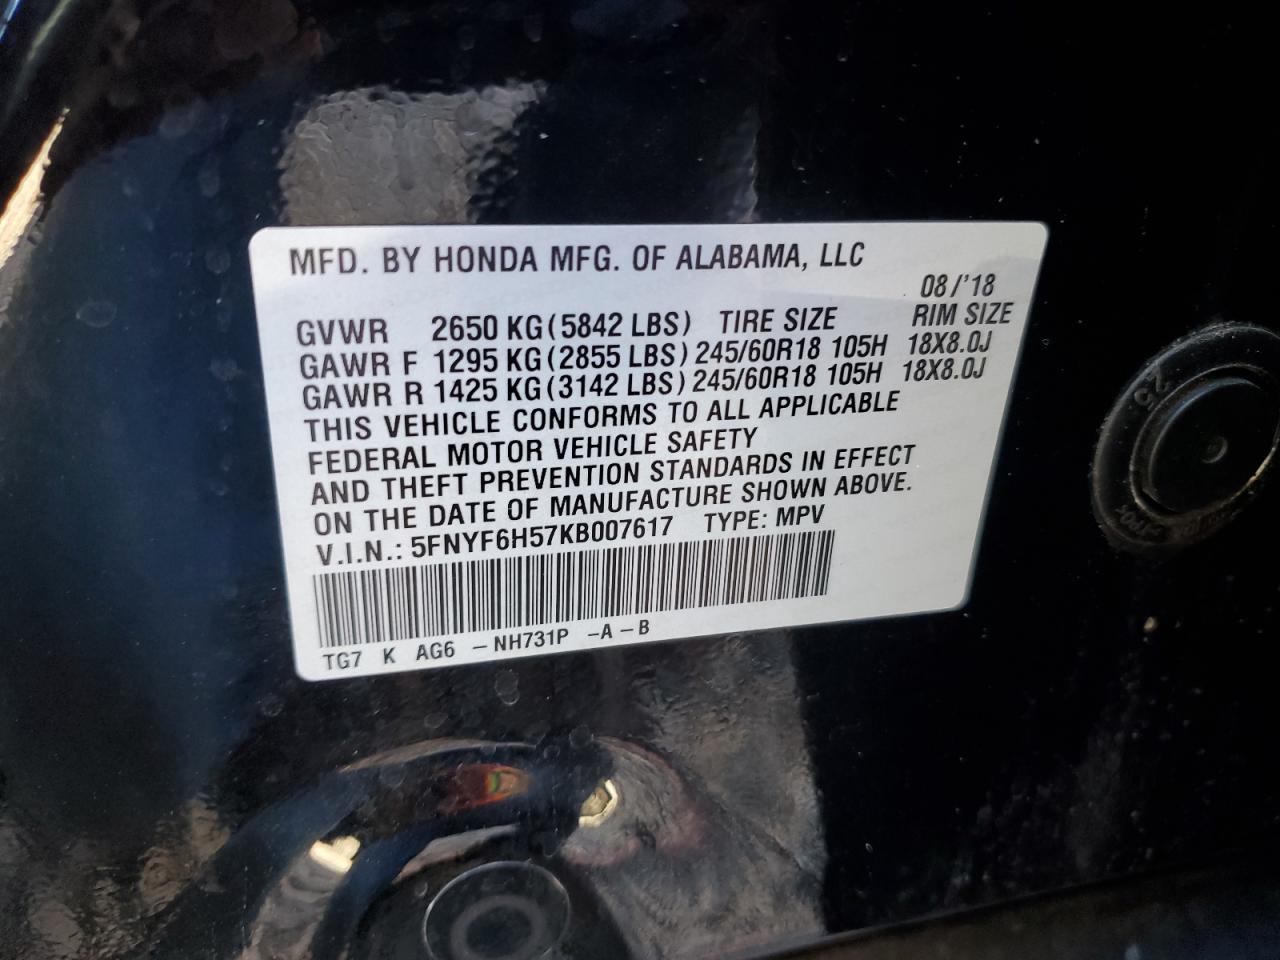 MFD. BY HONDA MFG. OF ALABAMA, LLC
08/'18
GVWR 2650 KG(5842 LBS) TIRE SIZE RIM SIZE
GAWR F 1295 KG(2855 LBS) 245/60R18 105H 18X8.0J
GAWR R 1425 KG(3142 LBS) 245/60R18 105H 18X8.0J
THIS VEHICLE CONFORMS TO ALL APPLICABLE
FEDERAL MOTOR VEHICLE SAFETY
AND THEFT PREVENTION STANDARDS IN EFFECT
ON THE DATE OF MANUFACTURE SHOWN ABOVE.
V.I.N.: 5FNYF6H57KB007617 TYPE: MPV
TG7 K AG6 -NH731P -A-B
25